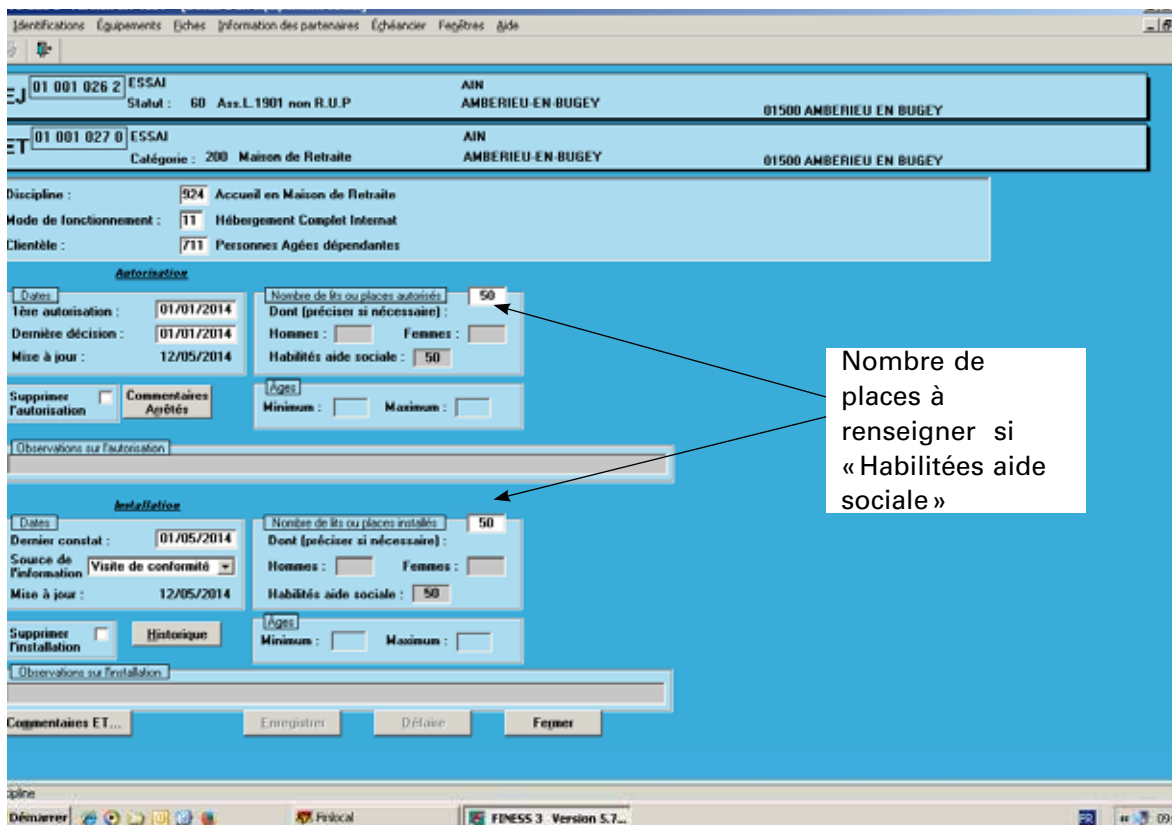 Identifications Équipements Fiches Information des partenaires Échéancier Fenêtres Aide
EJ 01 001 026 2 ESSAI AIN
Statut : 60 Ass.L.1901 non R.U.P AMBERIEU-EN-BUGEY 01500 AMBERIEU EN BUGEY
ET 01 001 027 0 ESSAI AIN
Catégorie : 200 Maison de Retraite AMBERIEU-EN-BUGEY 01500 AMBERIEU EN BUGEY
Discipline : 924 Accueil en Maison de Retraite
Mode de fonctionnement : 11 Hébergement Complet Internat
Clientèle : 711 Personnes Agées dépendantes
Autorisation
Dates Nombre de lits ou places autorisés 50
1ère autorisation : 01/01/2014 Dont (préciser si nécessaire) :
Dernière décision : 01/01/2014 Hommes : Femmes :
Mise à jour : 12/05/2014 Habilités aide sociale : 50
Supprimer l'autorisation Commentaires Arrêtés Âges
Minimum : Maximum :
Observations sur l'autorisation
Nombre de
places à
renseigner si
« Habilitées aide
sociale »
Installation
Dates Nombre de lits ou places installés 50
Dernier constat : 01/05/2014 Dont (préciser si nécessaire) :
Source de l'information Visite de conformité Hommes : Femmes :
Mise à jour : 12/05/2014 Habilités aide sociale : 50
Supprimer l'installation Historique Âges
Minimum : Maximum :
Observations sur l'installation
Commentaires ET... Enregistrer Défaire Fermer
Démarrer Finlocal FINESS 3 Version 5.7... FR 09